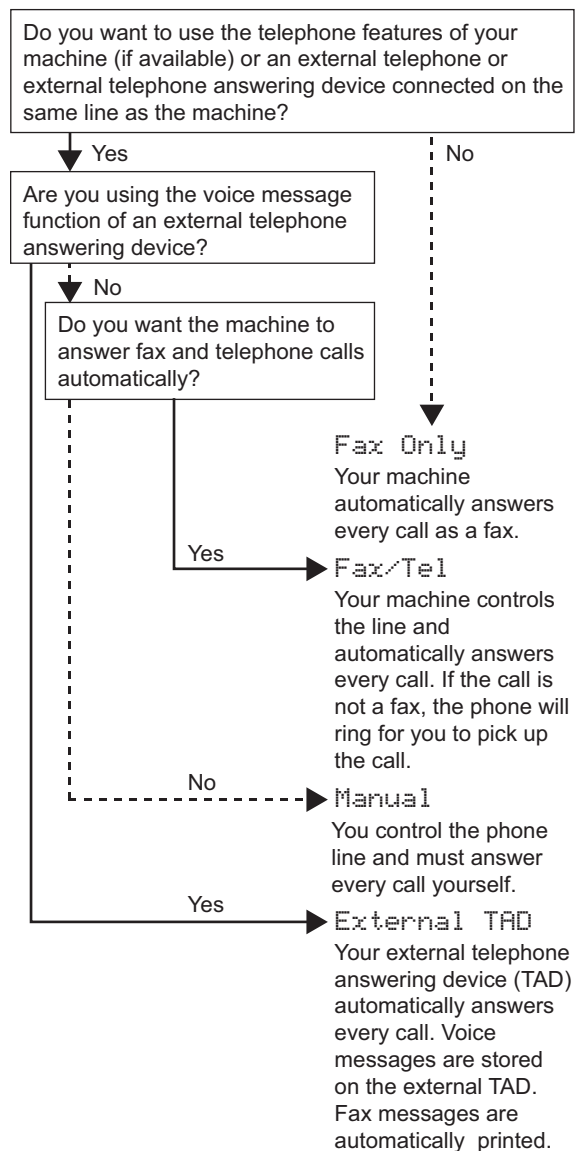 Do you want to use the telephone features of your
machine (if available) or an external telephone or
external telephone answering device connected on the
same line as the machine?
Yes
No
Are you using the voice message
function of an external telephone
answering device?
No
Do you want the machine to
answer fax and telephone calls
automatically?
Fax Only
Your machine
automatically answers
every call as a fax.
Yes
Fax/Tel
Your machine controls
the line and
automatically answers
every call. If the call is
not a fax, the phone will
ring for you to pick up
the call.
No
Manual
You control the phone
line and must answer
every call yourself.
Yes
External TAD
Your external telephone
answering device (TAD)
automatically answers
every call. Voice
messages are stored
on the external TAD.
Fax messages are
automatically printed.